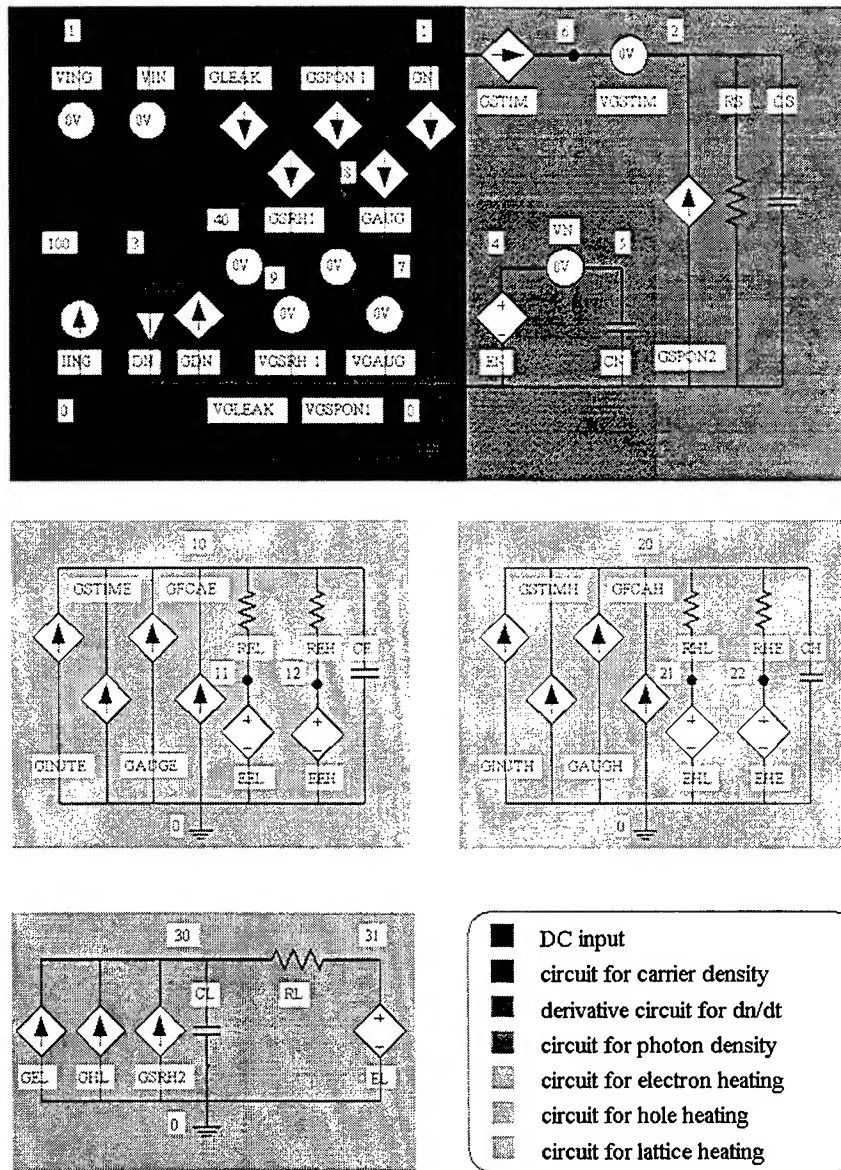 1 1 6 2
VING VIN GLEAK GSPON1 GN GSTIM VGSTIM RS CS
0V 0V 0V
8
40 GSRH1 GAUG
100 3 4 VN 5
0V 0V 0V
9 7
0V 0V
+
-
IING DN GDN VGSRH1 VGAUG EN CN GSPON2
0 VGLEAK VGSPON1 0
10
GSTIME GFCAE
REL REH CE
11 12
+ +
- -
GINJTE GAUGE EEL EEH
0
20
GSTIMH GFCAH
RHL RHE CH
21 22
+ +
- -
GINJTH GAUGH EHL EHE
0
30 31
CL RL
+
-
GEL GHL GSRH2 EL
0
DC input
circuit for carrier density
derivative circuit for dn/dt
circuit for photon density
circuit for electron heating
circuit for hole heating
circuit for lattice heating